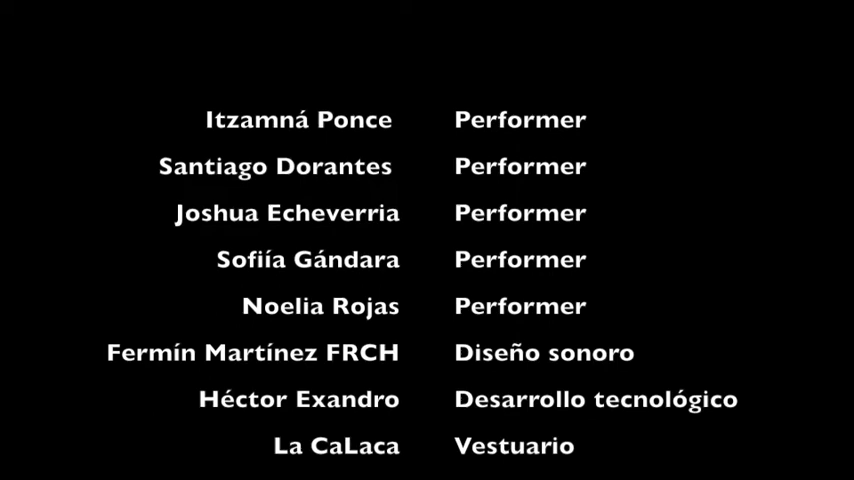 Itzamná Ponce Performer
Santiago Dorantes Performer
Joshua Echeverria Performer
Sofiía Gándara Performer
Noelia Rojas Performer
Fermín Martínez FRCH Diseño sonoro
Héctor Exandro Desarrollo tecnológico
La CaLaca Vestuario